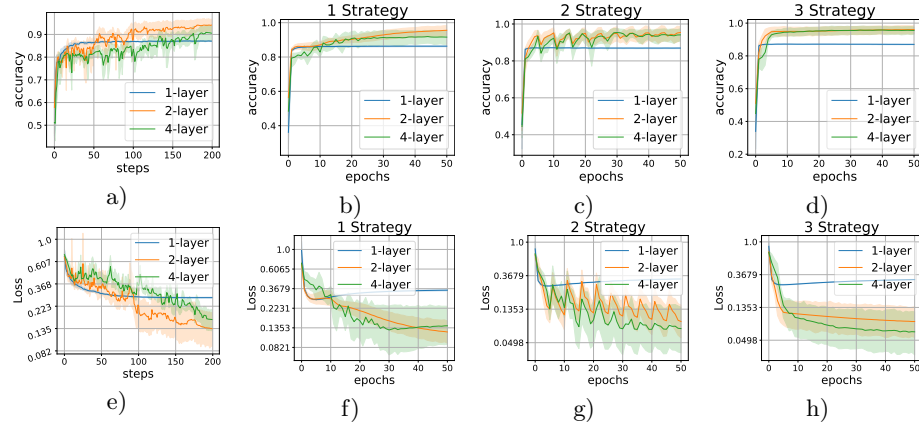 1 Strategy
2 Strategy
3 Strategy
accuracy
0.9
0.8
0.7
0.6
0.5
0
50
100
150
200
steps
1-layer
2-layer
4-layer
a)
accuracy
1.0
0.8
0.6
0.4
0
10
20
30
40
50
epochs
1-layer
2-layer
4-layer
b)
accuracy
1.0
0.8
0.6
0.4
0
10
20
30
40
50
epochs
1-layer
2-layer
4-layer
c)
accuracy
1.0
0.8
0.6
0.4
0.2
0
10
20
30
40
50
epochs
1-layer
2-layer
4-layer
d)
1 Strategy
2 Strategy
3 Strategy
Loss
1.0
0.607
0.368
0.223
0.135
0.082
0
50
100
150
200
steps
1-layer
2-layer
4-layer
e)
Loss
1.0
0.6065
0.3679
0.2231
0.1353
0.0821
0
10
20
30
40
50
epochs
1-layer
2-layer
4-layer
f)
Loss
1.0
0.3679
0.1353
0.0498
0
10
20
30
40
50
epochs
1-layer
2-layer
4-layer
g)
Loss
1.0
0.3679
0.1353
0.0498
0
10
20
30
40
50
epochs
1-layer
2-layer
4-layer
h)